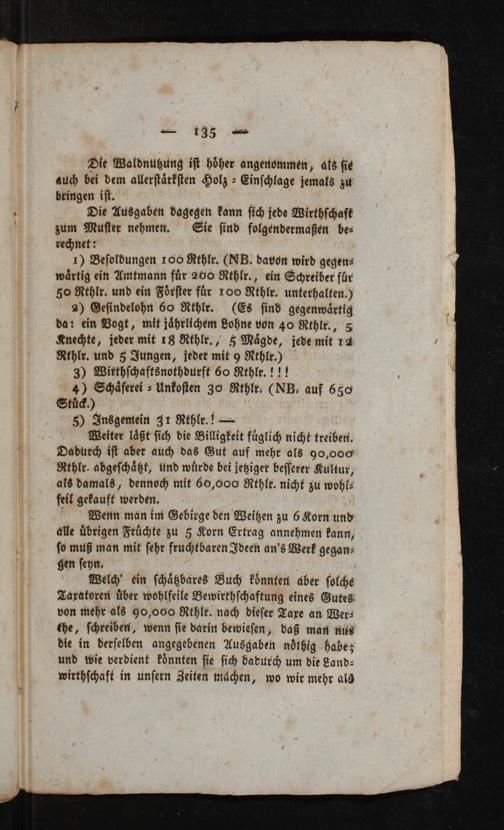 — 135 —
Die Waldnutzung ist höher angenommen, als sie
auch bei dem allerstärksten Holz-Einschlage jemals zu
bringen ist.
Die Ausgaben dagegen kann sich jede Wirthschaft
zum Muster nehmen. Sie sind folgendermaßen be-
rechnet:
1) Besoldungen 100 Rthlr. (NB. davon wird gegen-
wärtig ein Amtmann für 200 Rthlr., ein Schreiber für
50 Rthlr. und ein Förster für 100 Rthlr. unterhalten.)
2) Gesindelohn 60 Rthlr. (Es sind gegenwärtig
da: ein Vogt, mit jährlichem Lohne von 40 Rthlr., 5
Knechte, jeder mit 18 Rthlr., 5 Mägde, jede mit 12
Rthlr. und 5 Jungen, jeder mit 9 Rthlr.)
3) Wirthschaftsnothdurft 60 Rthlr.!!!
4) Schäferei-Unkosten 30 Rthlr. (NB. auf 650
Stück.)
5) Insgemein 31 Rthlr.! —
Weiter läßt sich die Billigkeit füglich nicht treiben.
Dadurch ist aber auch das Gut auf mehr als 90,000
Rthlr. abgeschätzt, und würde bei jetziger besserer Kultur,
als damals, dennoch mit 60,000 Rthlr. nicht zu wohl-
feil gekauft werden.
Wenn man im Gebirge den Weitzen zu 6 Korn und
alle übrigen Früchte zu 5 Korn Ertrag annehmen kann,
so muß man mit sehr fruchtbaren Ideen an's Werk gegan-
gen seyn.
Welch' ein schätzbares Buch könnten aber solche
Taxatoren über wohlfeile Bewirthschaftung eines Gutes
von mehr als 90,000 Rthlr. nach dieser Taxe an Wer-
the, schreiben, wenn sie darin bewiesen, daß man nur
die in derselben angegebenen Ausgaben nöthig habe;
und wie verdient könnten sie sich dadurch um die Land-
wirthschaft in unsern Zeiten machen, wo wir mehr als